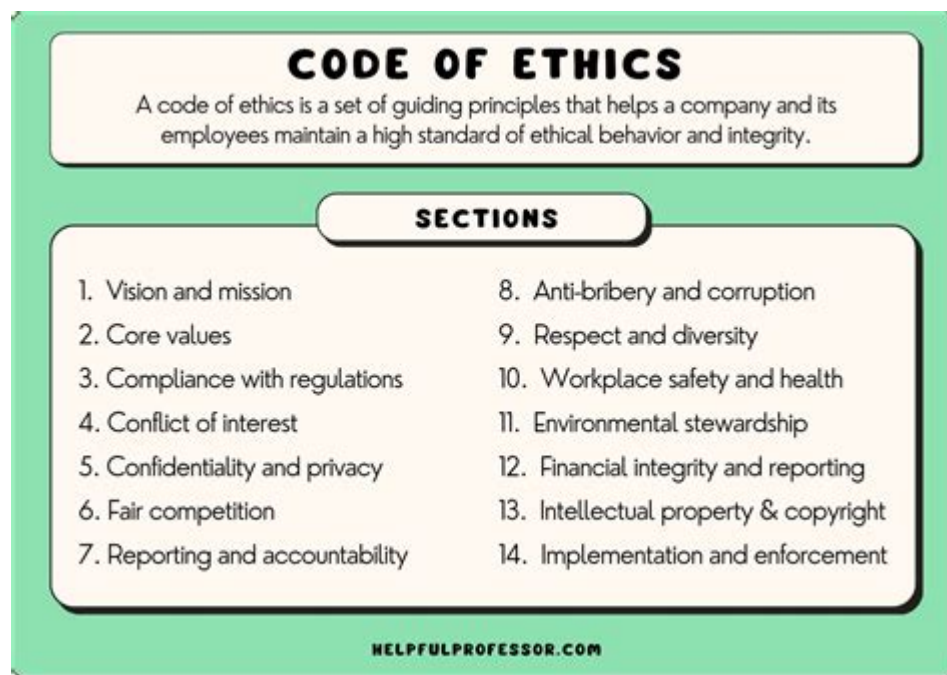 CODE OF ETHICS
A code of ethics is a set of guiding principles that helps a company and its
employees maintain a high standard of ethical behavior and integrity.
SECTIONS
1. Vision and mission
2. Core values
3. Compliance with regulations
4. Conflict of interest
5. Confidentiality and privacy
6. Fair competition
7. Reporting and accountability
8. Anti-bribery and corruption
9. Respect and diversity
10. Workplace safety and health
11. Environmental stewardship
12. Financial integrity and reporting
13. Intellectual property & copyright
14. Implementation and enforcement
HELPFULPROFESSOR.COM